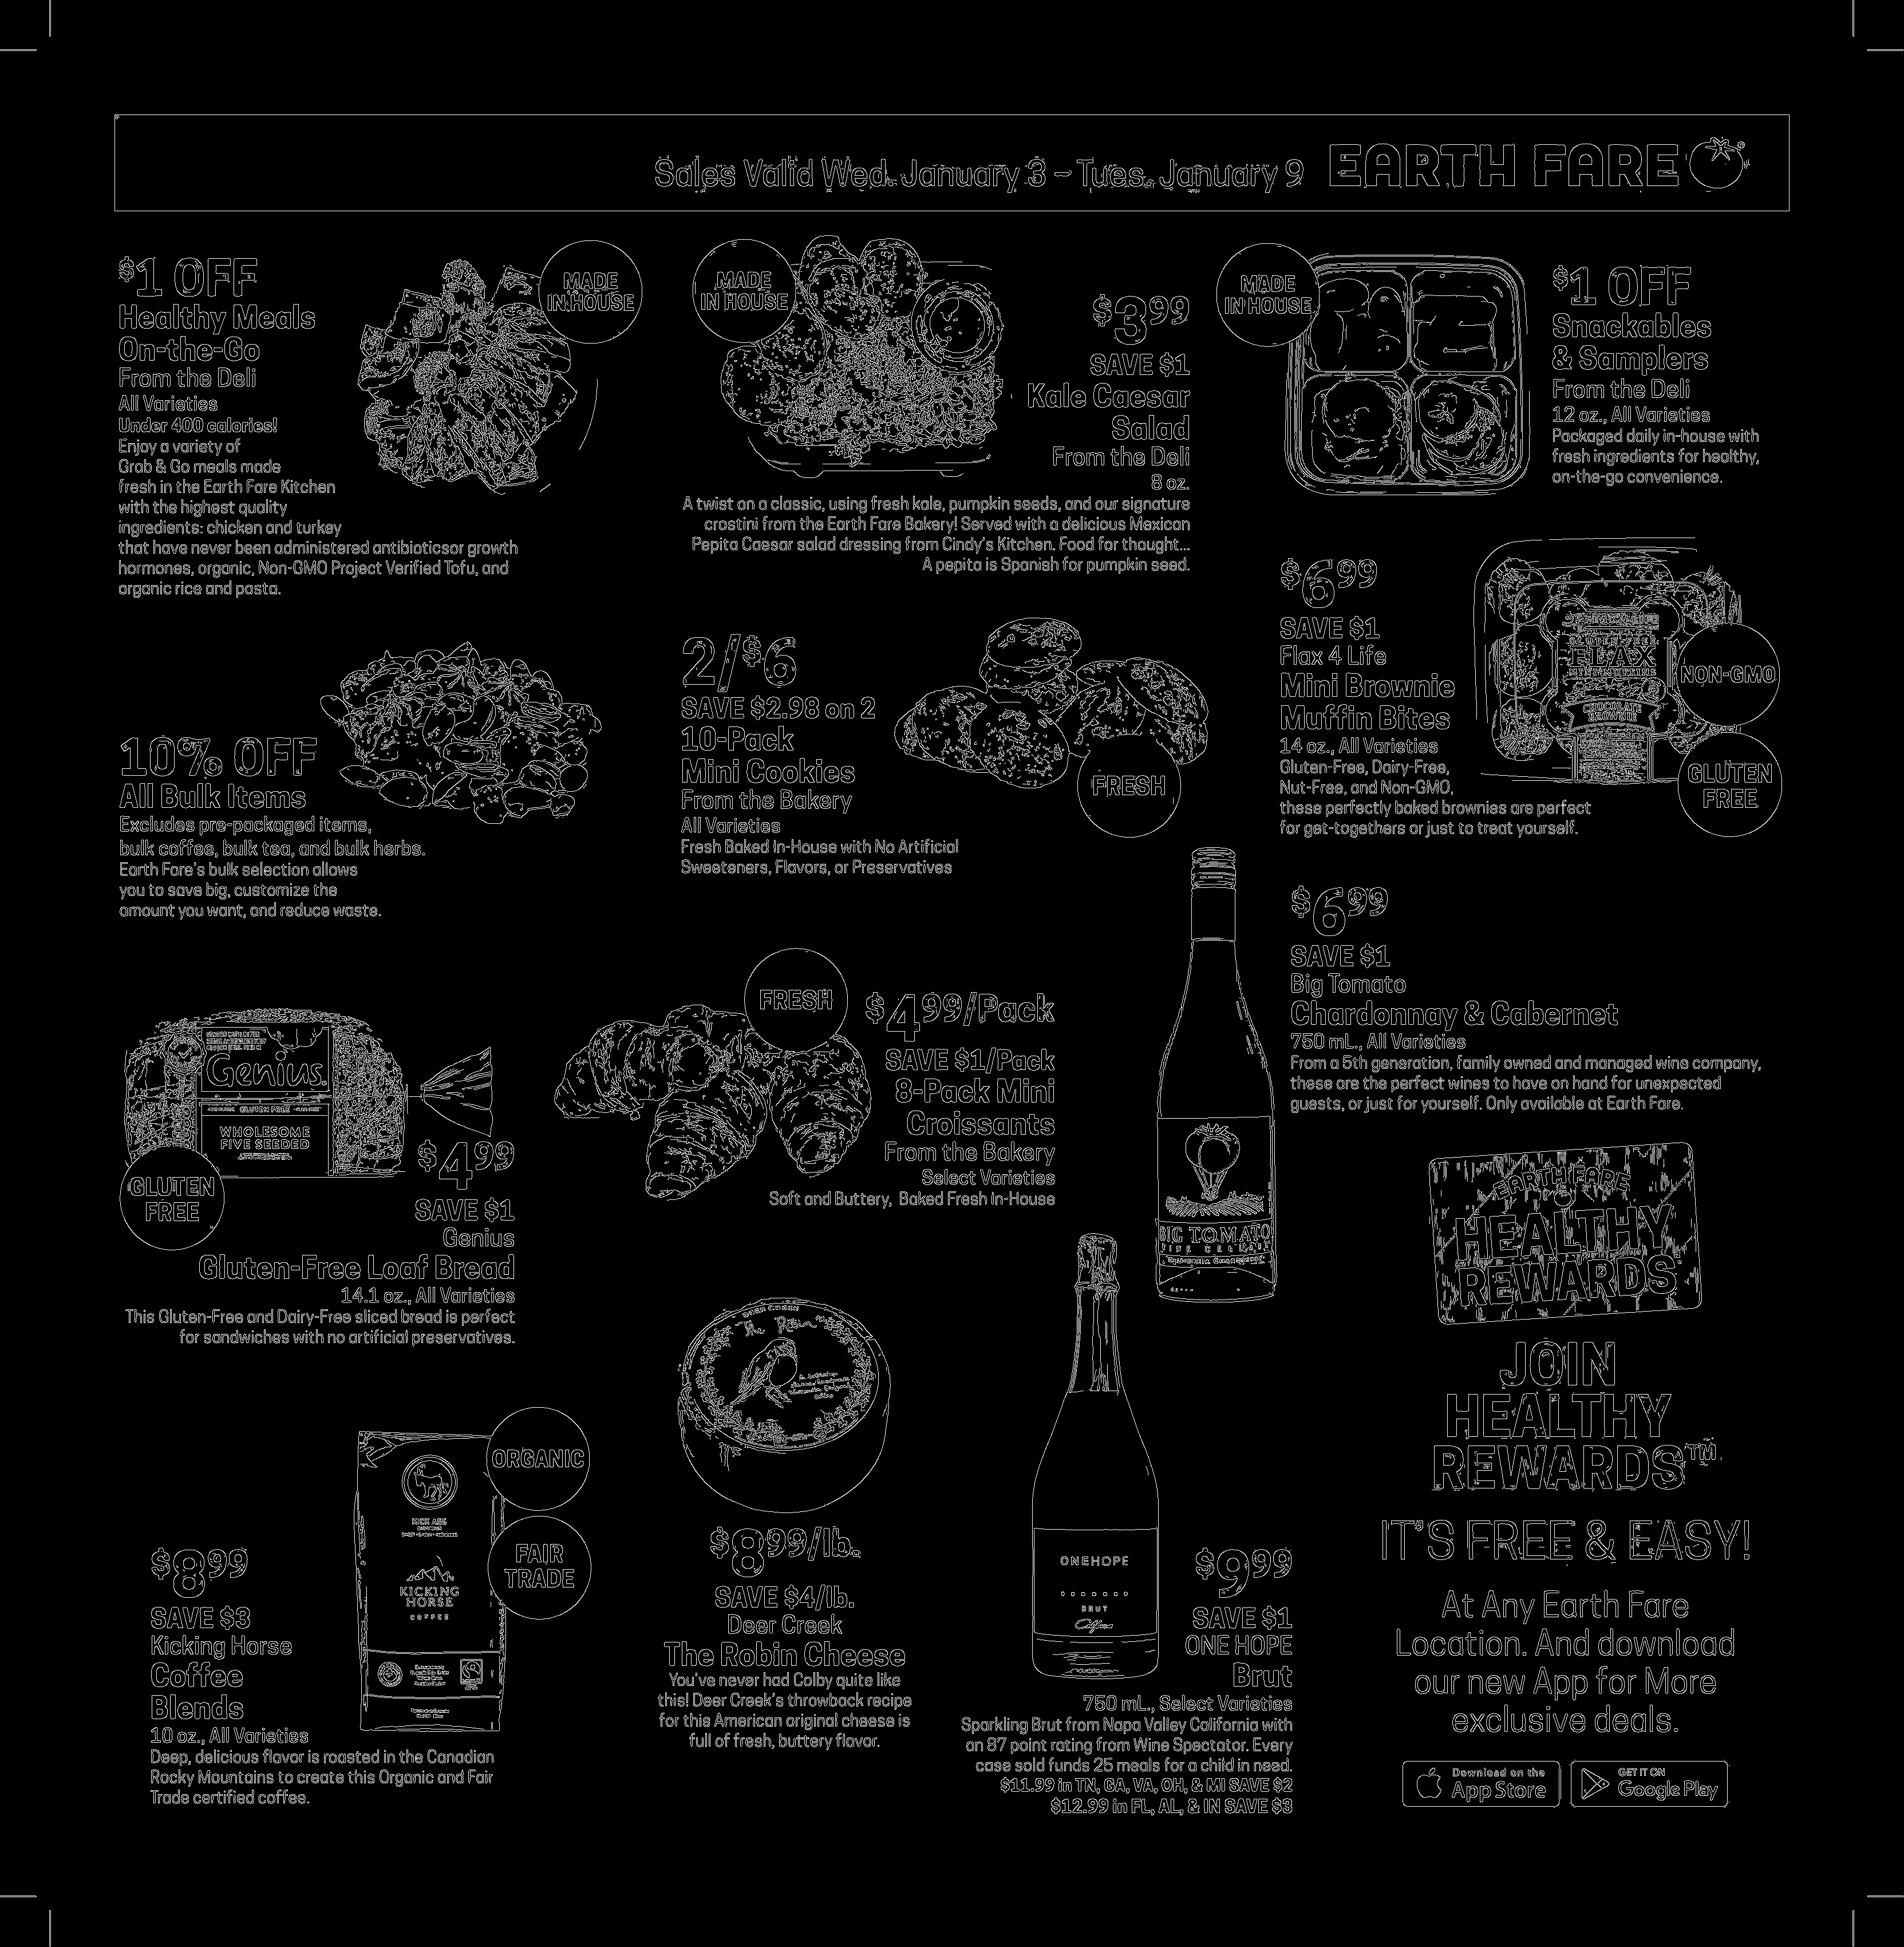 Sales Valid Wed. January 3 – Tues. January 9
EARTH FARE
$1 OFF
Healthy Meals
On-the-Go
From the Deli
All Varieties
Under 400 calories!
Enjoy a variety of
Grab & Go meals made
fresh in the Earth Fare Kitchen
with the highest quality
ingredients: chicken and turkey
that have never been administered antibioticsor growth
hormones, organic, Non-GMO Project Verified Tofu, and
organic rice and pasta.
MADE
IN HOUSE
MADE
IN HOUSE
$3 99
SAVE $1
Kale Caesar
Salad
From the Deli
8 oz.
A twist on a classic, using fresh kale, pumpkin seeds, and our signature
crostini from the Earth Fare Bakery! Served with a delicious Mexican
Pepita Caesar salad dressing from Cindy's Kitchen. Food for thought...
A pepita is Spanish for pumpkin seed.
MADE
IN HOUSE
$1 OFF
Snackables
& Samplers
From the Deli
12 oz., All Varieties
Packaged daily in-house with
fresh ingredients for healthy,
on-the-go convenience.
10% OFF
All Bulk Items
Excludes pre-packaged items,
bulk coffee, bulk tea, and bulk herbs.
Earth Fare's bulk selection allows
you to save big, customize the
amount you want, and reduce waste.
2/$6
SAVE $2.98 on 2
10-Pack
Mini Cookies
From the Bakery
All Varieties
Fresh Baked In-House with No Artificial
Sweeteners, Flavors, or Preservatives
FRESH
$6 99
SAVE $1
Flax 4 Life
Mini Brownie
Muffin Bites
14 oz., All Varieties
Gluten-Free, Dairy-Free,
Nut-Free, and Non-GMO,
these perfectly baked brownies are perfect
for get-togethers or just to treat yourself.
GLUTEN FREE
FLAX
CHOCOLATE
BROWNIE
NON-GMO
GLUTEN
FREE
Genius
GLUTEN FREE
WHOLESOME
FIVE SEEDED
GLUTEN
FREE
$4 99
SAVE $1
Genius
Gluten-Free Loaf Bread
14.1 oz., All Varieties
This Gluten-Free and Dairy-Free sliced bread is perfect
for sandwiches with no artificial preservatives.
FRESH
$4 99/Pack
SAVE $1/Pack
8-Pack Mini
Croissants
From the Bakery
Select Varieties
Soft and Buttery, Baked Fresh In-House
BIG TOMATO
$6 99
SAVE $1
Big Tomato
Chardonnay & Cabernet
750 mL., All Varieties
From a 5th generation, family owned and managed wine company,
these are the perfect wines to have on hand for unexpected
guests, or just for yourself. Only available at Earth Fare.
KICK ASS
KICKING
HORSE
COFFEE
ORGANIC
FAIR
TRADE
$8 99
SAVE $3
Kicking Horse
Coffee
Blends
10 oz., All Varieties
Deep, delicious flavor is roasted in the Canadian
Rocky Mountains to create this Organic and Fair
Trade certified coffee.
DEER CREEK
The Robin
$8 99/lb.
SAVE $4/lb.
Deer Creek
The Robin Cheese
You've never had Colby quite like
this! Deer Creek's throwback recipe
for this American original cheese is
full of fresh, buttery flavor.
ONEHOPE
BRUT
$9 99
SAVE $1
ONE HOPE
Brut
750 mL., Select Varieties
Sparkling Brut from Napa Valley California with
an 87 point rating from Wine Spectator. Every
case sold funds 25 meals for a child in need.
$11.99 in TN, GA, VA, OH, & MI SAVE $2
$12.99 in FL, AL, & IN SAVE $3
EARTH FARE
HEALTHY
REWARDS
JOIN
HEALTHY
REWARDS™
IT'S FREE & EASY!
At Any Earth Fare
Location. And download
our new App for More
exclusive deals.
Download on the
App Store
GET IT ON
Google Play